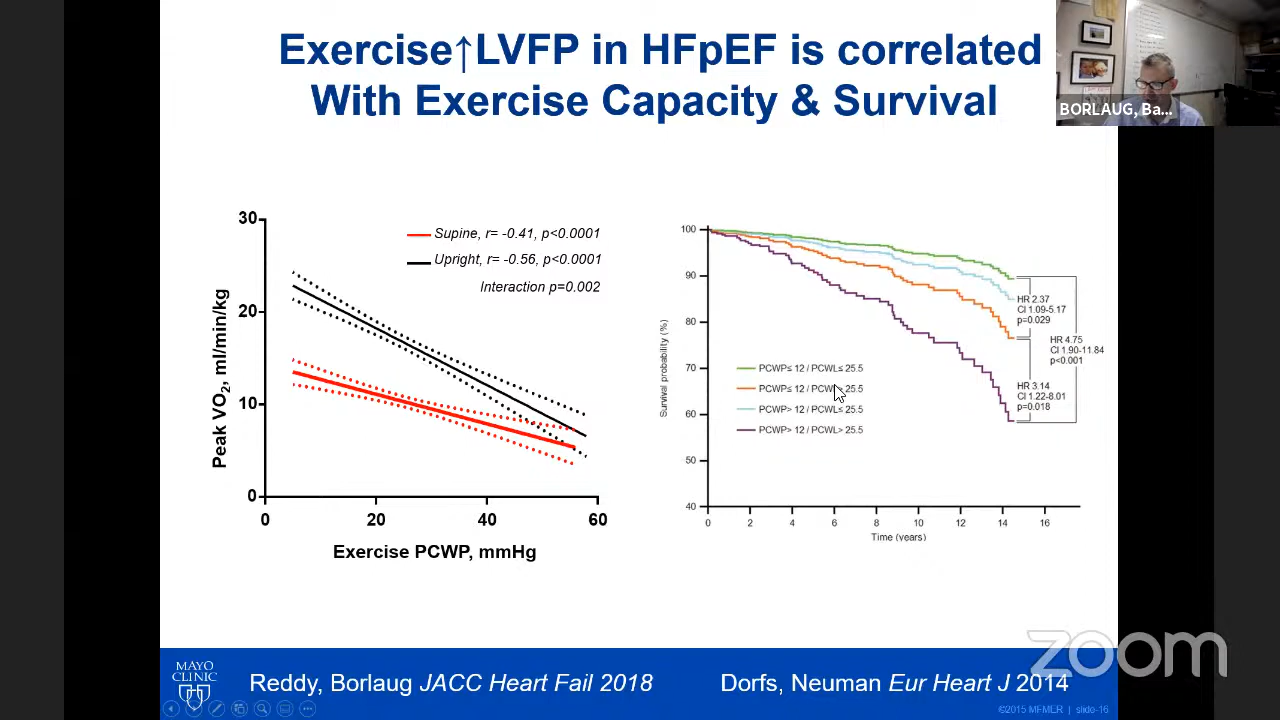 Exercise↑LVFP in HFpEF is correlated
With Exercise Capacity & Survival
BORLAUG, Ba...
30
20
10
0
0
20
40
60
Peak VO2, ml/min/kg
Exercise PCWP, mmHg
Supine, r= -0.41, p<0.0001
Upright, r= -0.56, p<0.0001
Interaction p=0.002
100
90
80
70
60
50
40
0
2
4
6
8
10
12
14
16
Survival probability (%)
Time (years)
PCWP≤ 12 / PCWL≤ 25.5
PCWP≤ 12 / PCWL> 25.5
PCWP> 12 / PCWL≤ 25.5
PCWP> 12 / PCWL> 25.5
HR 2.37
CI 1.09-5.17
p=0.029
HR 4.75
CI 1.90-11.84
p<0.001
HR 3.14
CI 1.22-8.01
p=0.018
zoom
MAYO
CLINIC
Reddy, Borlaug JACC Heart Fail 2018
Dorfs, Neuman Eur Heart J 2014
©2015 MFMER | slide-16